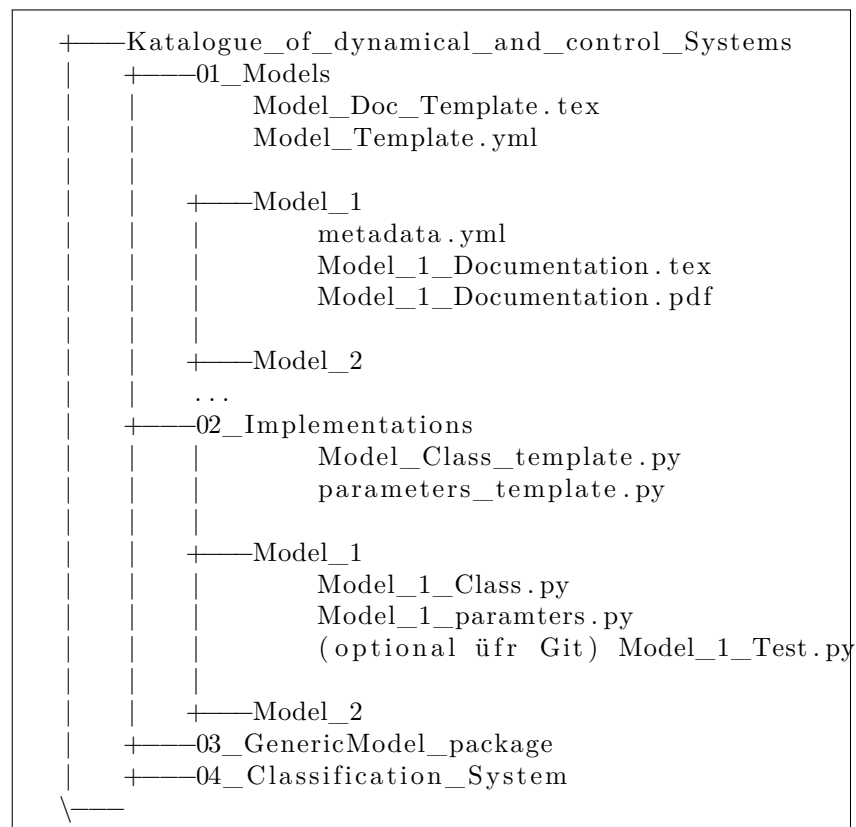 +———Katalogue_of_dynamical_and_control_Systems
|   +———01_Models
|   |       Model_Doc_Template.tex
|   |       Model_Template.yml
|   |
|   |   +———Model_1
|   |   |       metadata.yml
|   |   |       Model_1_Documentation.tex
|   |   |       Model_1_Documentation.pdf
|   |   |
|   |   +———Model_2
|   |   ...
|   +———02_Implementations
|   |   |       Model_Class_template.py
|   |   |       parameters_template.py
|   |   |
|   |   +———Model_1
|   |   |       Model_1_Class.py
|   |   |       Model_1_paramters.py
|   |   |       (optional üfr Git) Model_1_Test.py
|   |   |
|   |   +———Model_2
|   +———03_GenericModel_package
|   +———04_Classification_System
\———